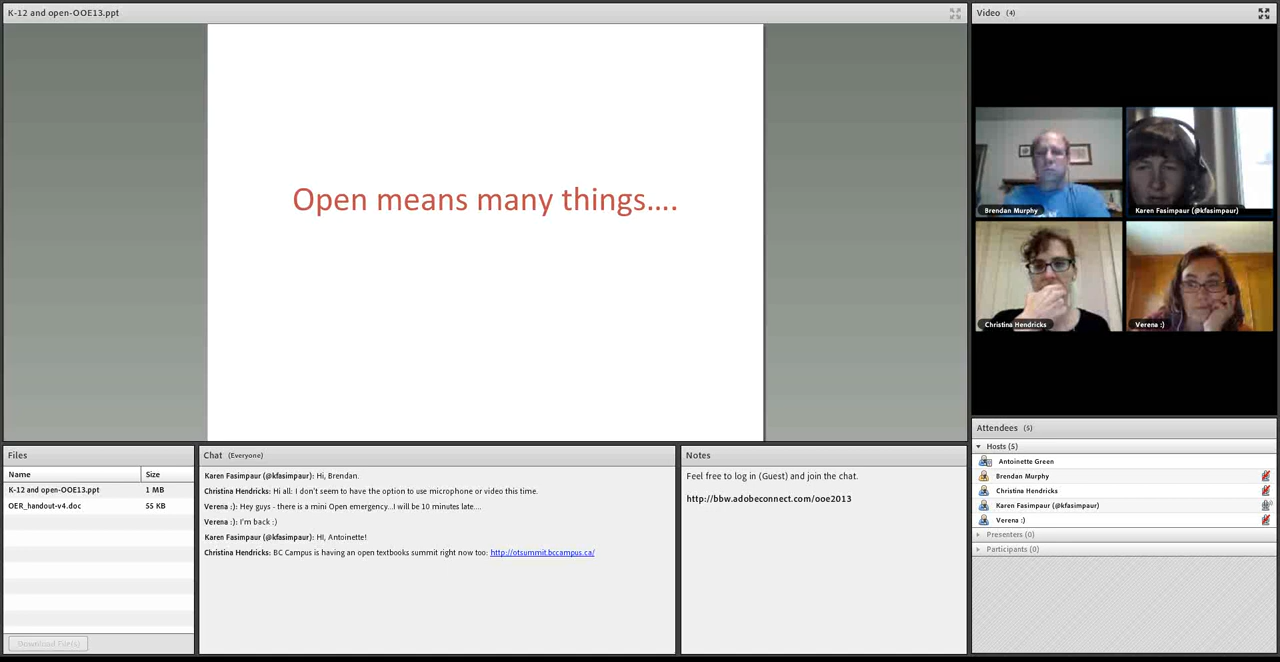 K-12 and open-OOE13.ppt
Open means many things....
Video (4)
Brendan Murphy
Karen Fasimpaur (@kfasimpaur)
Christina Hendricks
Verena :)
Attendees (5)
Hosts (5)
Antoinette Green
Brendan Murphy
Christina Hendricks
Karen Fasimpaur (@kfasimpaur)
Verena :)
Presenters (0)
Participants (0)
Files
Name Size
K-12 and open-OOE13.ppt 1 MB
OER_handout-v4.doc 55 KB
Download File(s)
Chat (Everyone)
Karen Fasimpaur (@kfasimpaur): Hi, Brendan.
Christina Hendricks: Hi all: I don't seem to have the option to use microphone or video this time.
Verena :): Hey guys - there is a mini Open emergency...I will be 10 minutes late....
Verena :): I'm back :)
Karen Fasimpaur (@kfasimpaur): HI, Antoinette!
Christina Hendricks: BC Campus is having an open textbooks summit right now too: http://otsummit.bccampus.ca/
Notes
Feel free to log in (Guest) and join the chat.
http://bbw.adobeconnect.com/ooe2013